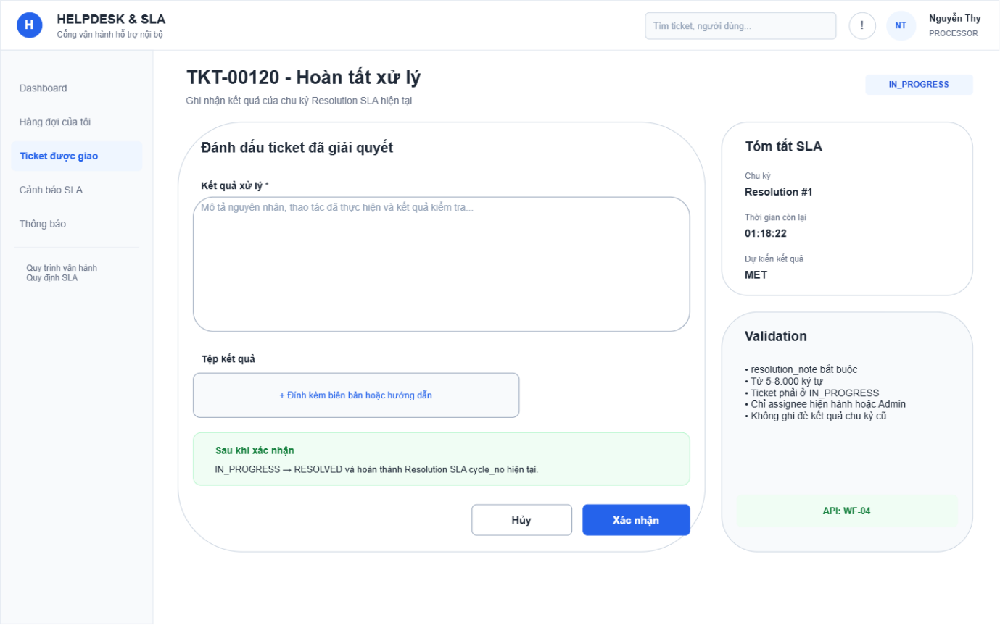 H
HELPDESK & SLA
Cổng vận hành hỗ trợ nội bộ
Tìm ticket, người dùng...
!
NT
Nguyễn Thy
PROCESSOR
Dashboard
Hàng đợi của tôi
Ticket được giao
Cảnh báo SLA
Thông báo
Quy trình vận hành
Quy định SLA
TKT-00120 - Hoàn tất xử lý
Ghi nhận kết quả của chu kỳ Resolution SLA hiện tại
IN_PROGRESS
Đánh dấu ticket đã giải quyết
Kết quả xử lý *
Mô tả nguyên nhân, thao tác đã thực hiện và kết quả kiểm tra...
Tệp kết quả
+ Đính kèm biên bản hoặc hướng dẫn
Sau khi xác nhận
IN_PROGRESS → RESOLVED và hoàn thành Resolution SLA cycle_no hiện tại.
Hủy
Xác nhận
Tóm tắt SLA
Chu kỳ
Resolution #1
Thời gian còn lại
01:18:22
Dự kiến kết quả
MET
Validation
• resolution_note bắt buộc
• Từ 5-8.000 ký tự
• Ticket phải ở IN_PROGRESS
• Chỉ assignee hiện hành hoặc Admin
• Không ghi đè kết quả chu kỳ cũ
API: WF-04